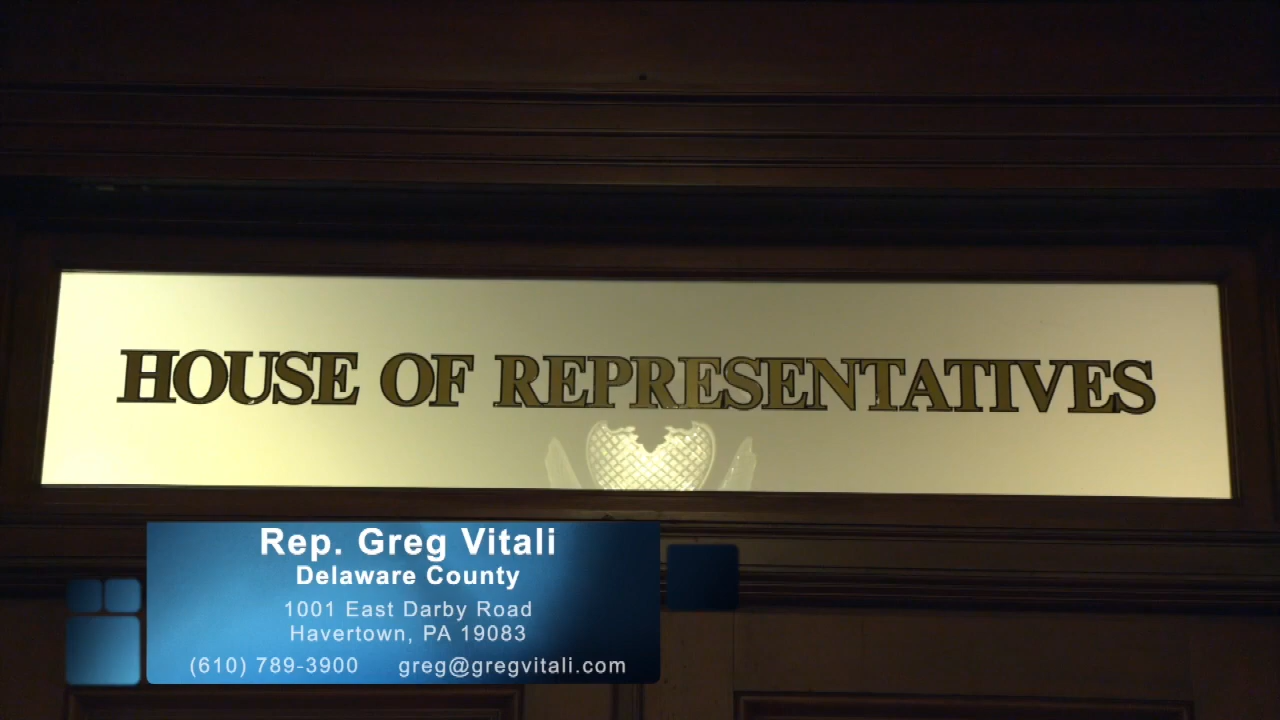 HOUSE OF REPRESENTATIVES
Rep. Greg Vitali
Delaware County
1001 East Darby Road
Havertown, PA 19083
(610) 789-3900 greg@gregvitali.com